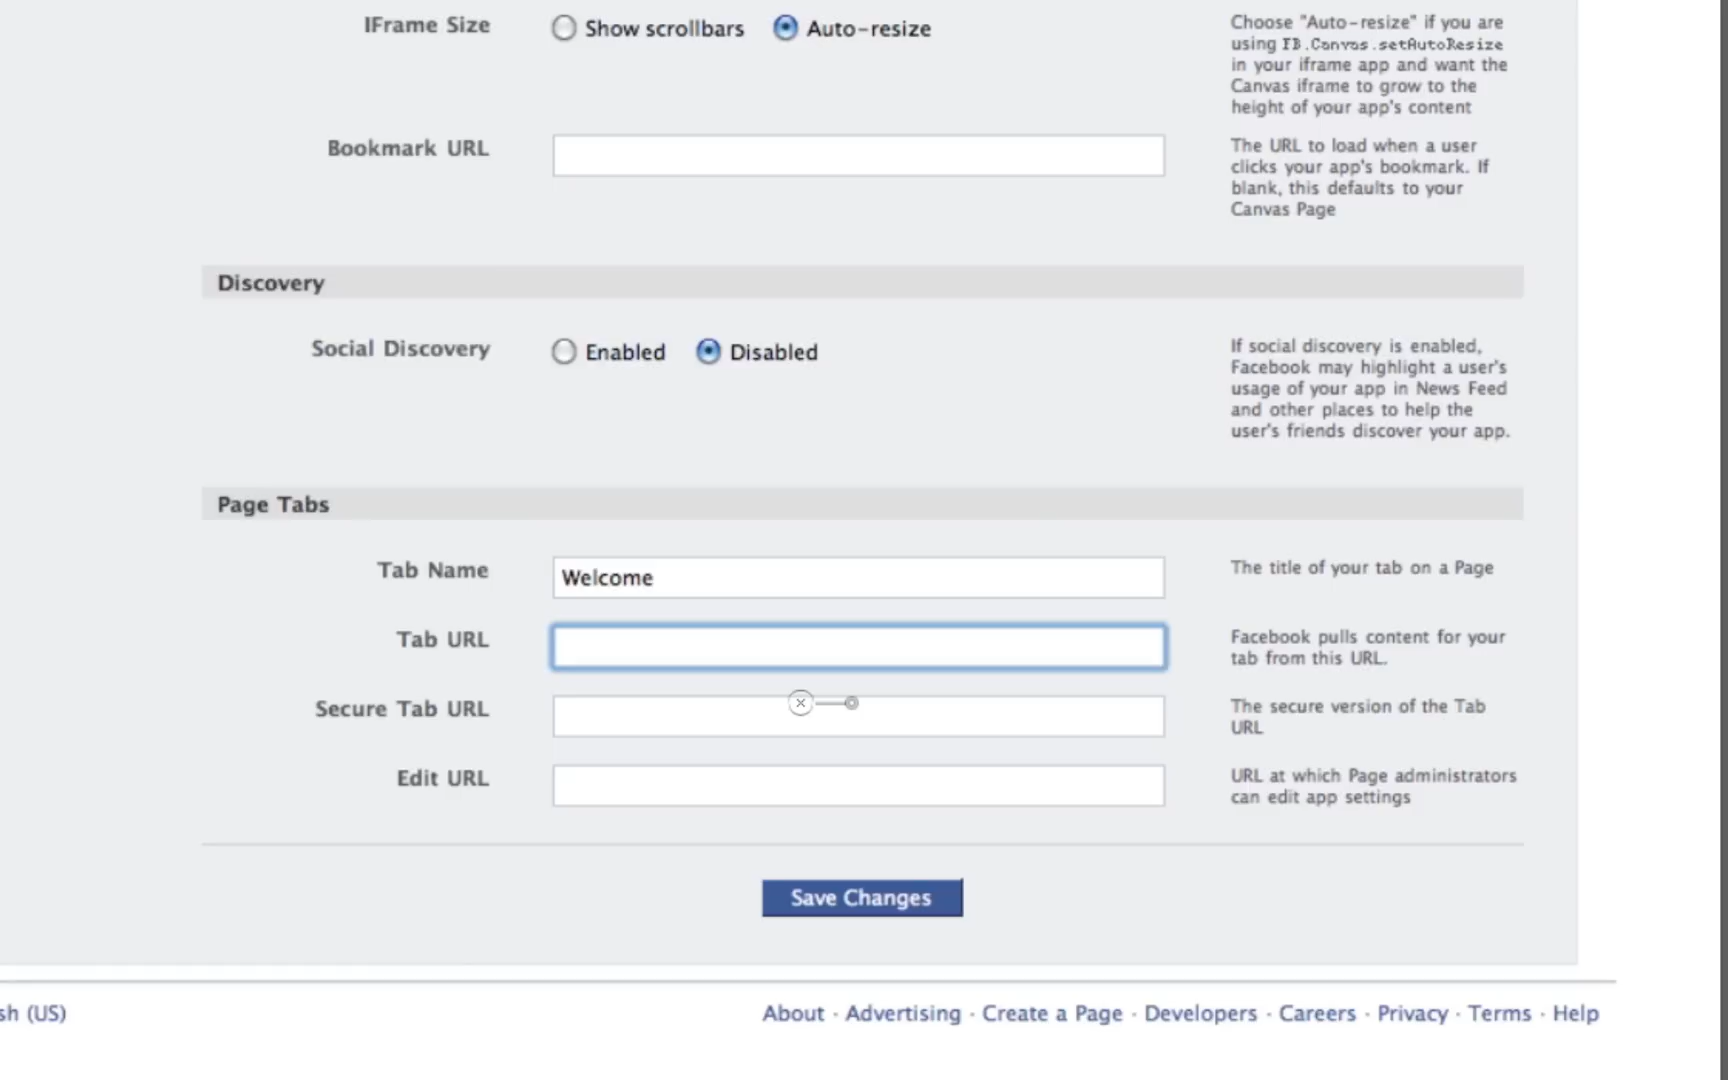 IFrame Size
Show scrollbars
Auto-resize
Choose "Auto-resize" if you are
using FB.Canvas.setAutoResize
in your iframe app and want the
Canvas iframe to grow to the
height of your app's content
Bookmark URL
The URL to load when a user
clicks your app's bookmark. If
blank, this defaults to your
Canvas Page
Discovery
Social Discovery
Enabled
Disabled
If social discovery is enabled,
Facebook may highlight a user's
usage of your app in News Feed
and other places to help the
user's friends discover your app.
Page Tabs
Tab Name
Welcome
The title of your tab on a Page
Tab URL
Facebook pulls content for your
tab from this URL.
Secure Tab URL
The secure version of the Tab
URL
Edit URL
URL at which Page administrators
can edit app settings
Save Changes
sh (US)
About · Advertising · Create a Page · Developers · Careers · Privacy · Terms · Help